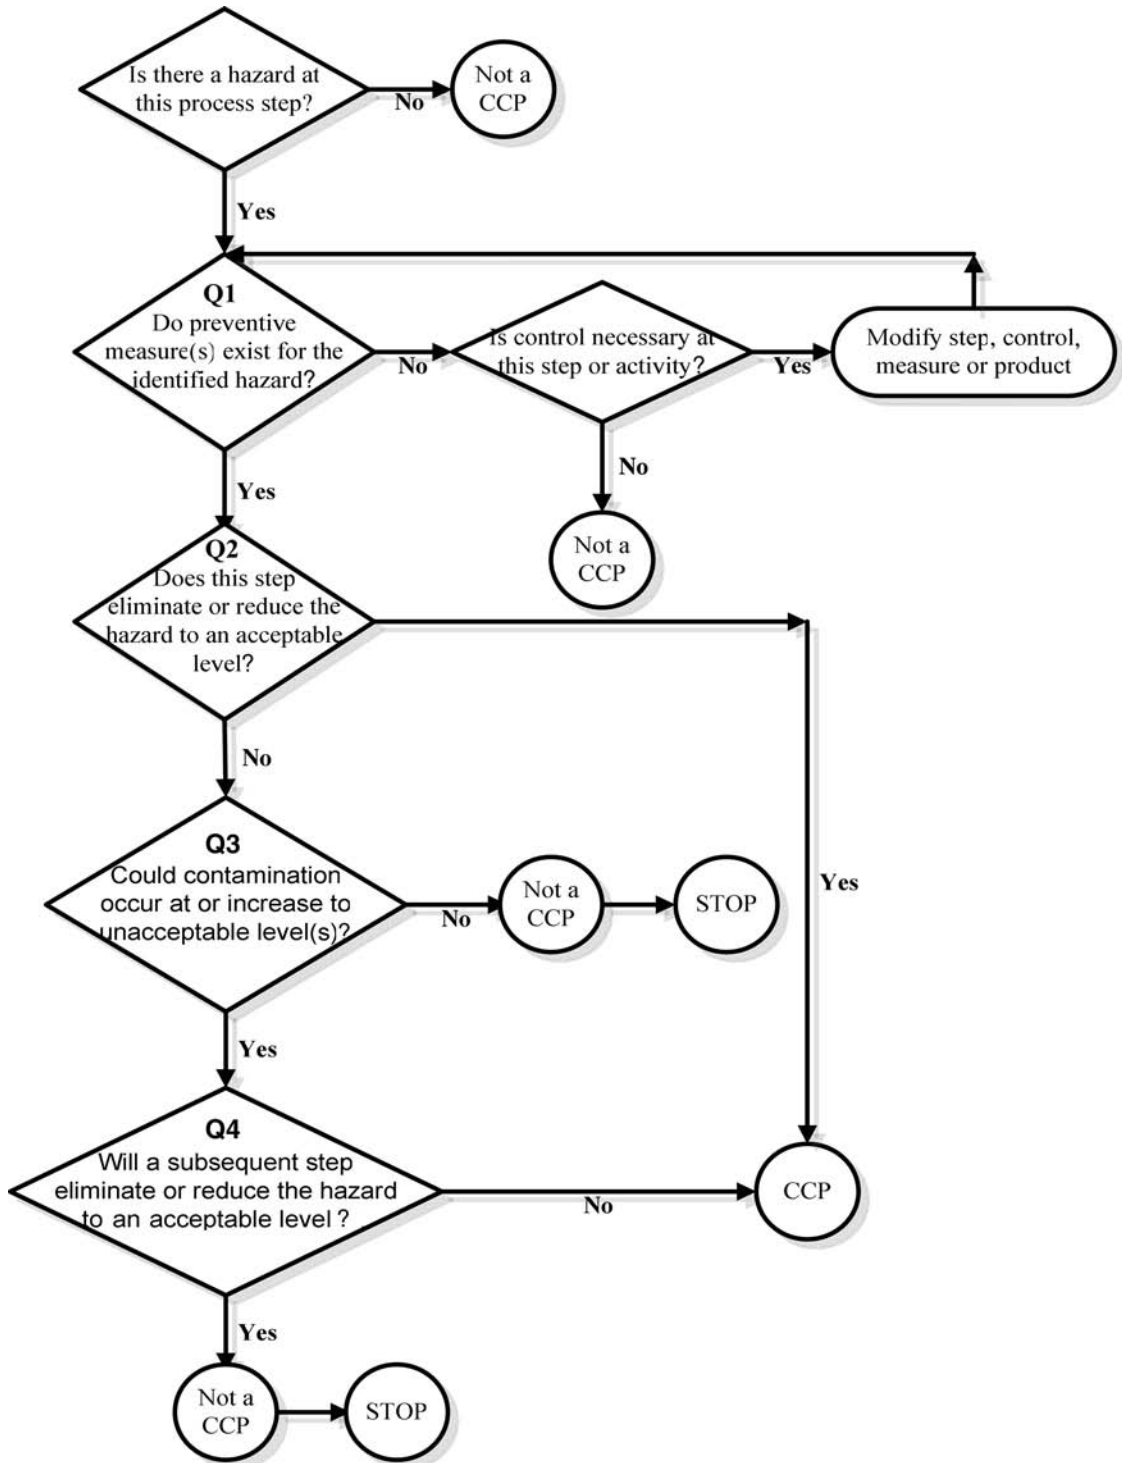 Is there a hazard at
this process step?
No
Not a
CCP
Yes
Q1
Do preventive
measure(s) exist for the
identified hazard?
No
Is control necessary at
this step or activity?
Yes
Modify step, control,
measure or product
No
Not a
CCP
Yes
Q2
Does this step
eliminate or reduce the
hazard to an acceptable
level?
Yes
No
Q3
Could contamination
occur at or increase to
unacceptable level(s)?
No
Not a
CCP
STOP
Yes
Q4
Will a subsequent step
eliminate or reduce the hazard
to an acceptable level ?
No
CCP
Yes
Not a
CCP
STOP